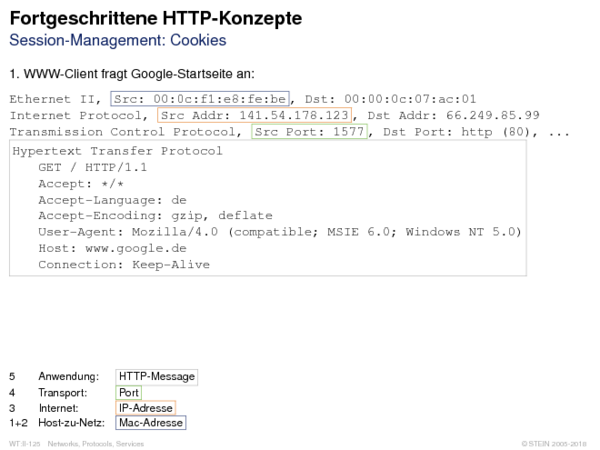 Fortgeschrittene HTTP-Konzepte
Session-Management: Cookies
1. WWW-Client fragt Google-Startseite an:
Ethernet II, Src: 00:0c:f1:e8:fe:be, Dst: 00:00:0c:07:ac:01
Internet Protocol, Src Addr: 141.54.178.123, Dst Addr: 66.249.85.99
Transmission Control Protocol, Src Port: 1577, Dst Port: http (80), ...
Hypertext Transfer Protocol
GET / HTTP/1.1
Accept: */*
Accept-Language: de
Accept-Encoding: gzip, deflate
User-Agent: Mozilla/4.0 (compatible; MSIE 6.0; Windows NT 5.0)
Host: www.google.de
Connection: Keep-Alive
5 Anwendung: HTTP-Message
4 Transport: Port
3 Internet: IP-Adresse
1+2 Host-zu-Netz: Mac-Adresse
WT:II-125 Networks, Protocols, Services © STEIN 2005-2018